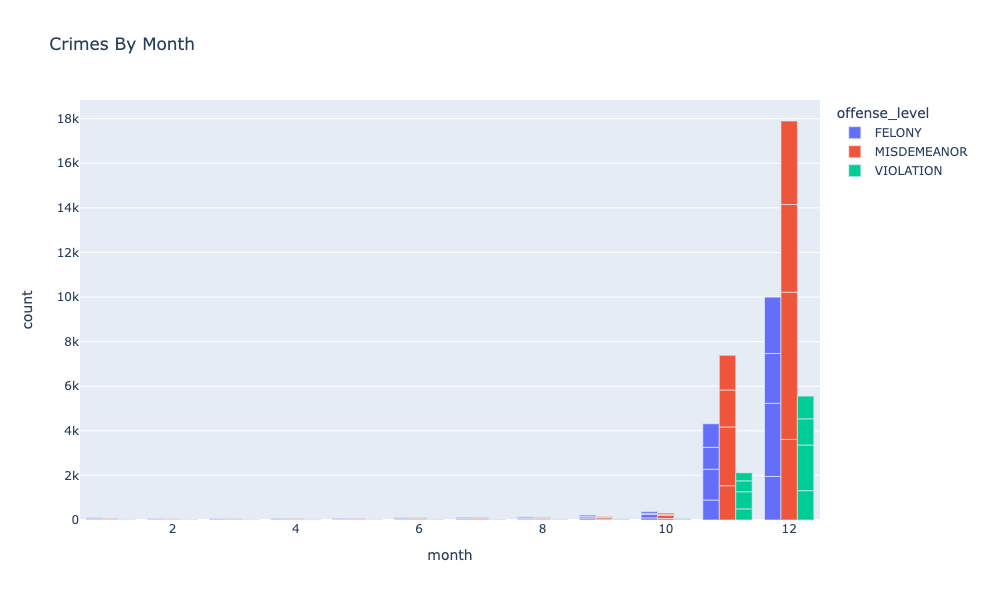 Crimes By Month
offense_level
FELONY
MISDEMEANOR
VIOLATION
18k
16k
14k
12k
10k
8k
6k
4k
2k
0
count
2 4 6 8 10 12
month